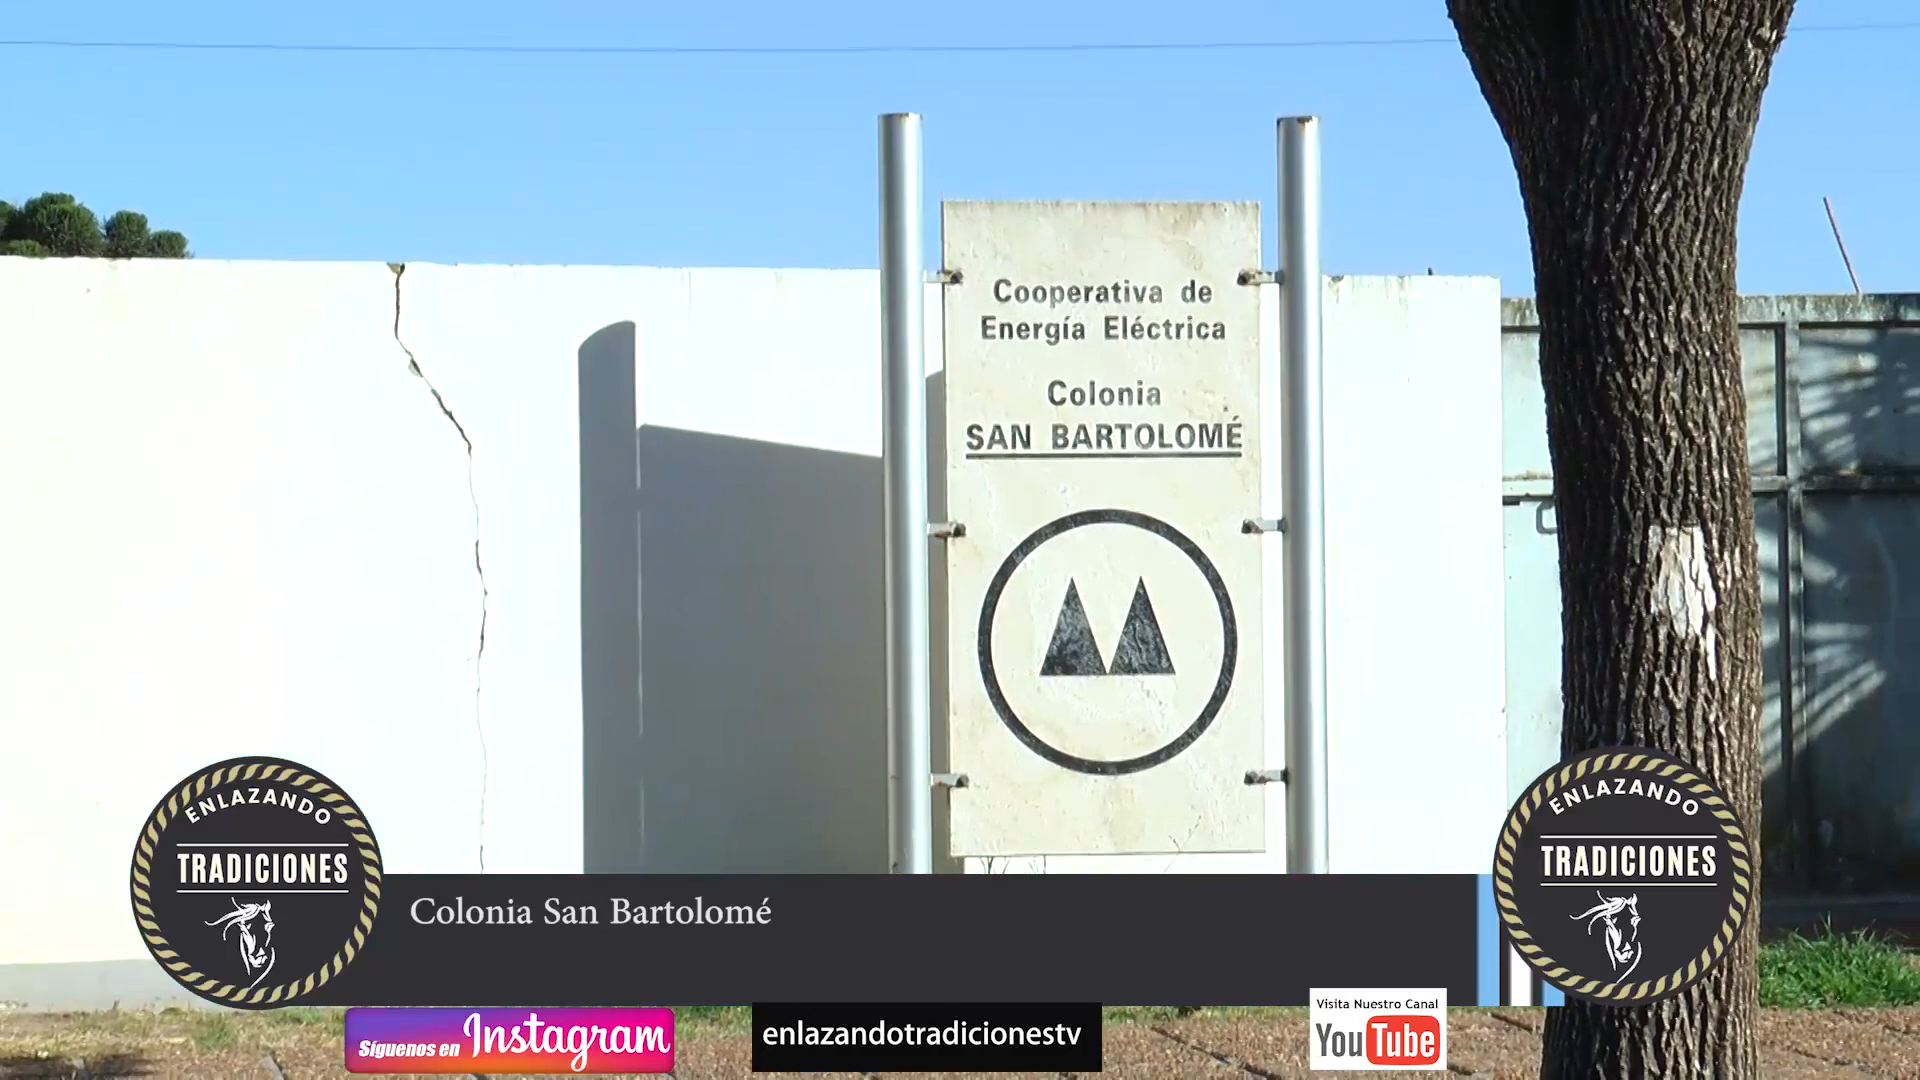 Cooperativa de
Energía Eléctrica
Colonia
SAN BARTOLOMÉ
ENLAZANDO
TRADICIONES
Colonia San Bartolomé
ENLAZANDO
TRADICIONES
Síguenos en Instagram
enlazandotradicionestv
Visita Nuestro Canal
YouTube